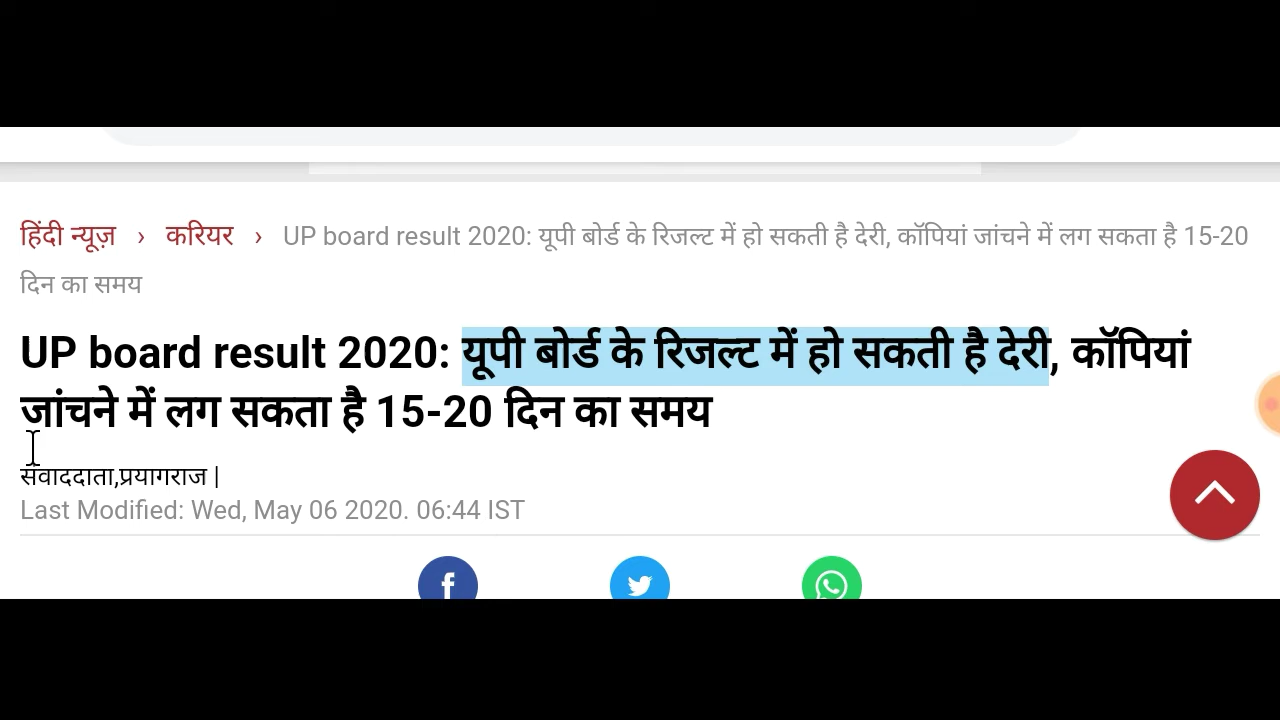 हिंदी न्यूज़ › करियर › UP board result 2020: यूपी बोर्ड के रिजल्ट में हो सकती है देरी, कॉपियां जांचने में लग सकता है 15-20
दिन का समय
UP board result 2020: यूपी बोर्ड के रिजल्ट में हो सकती है देरी, कॉपियां
जांचने में लग सकता है 15-20 दिन का समय
संवाददाता,प्रयागराज |
Last Modified: Wed, May 06 2020. 06:44 IST